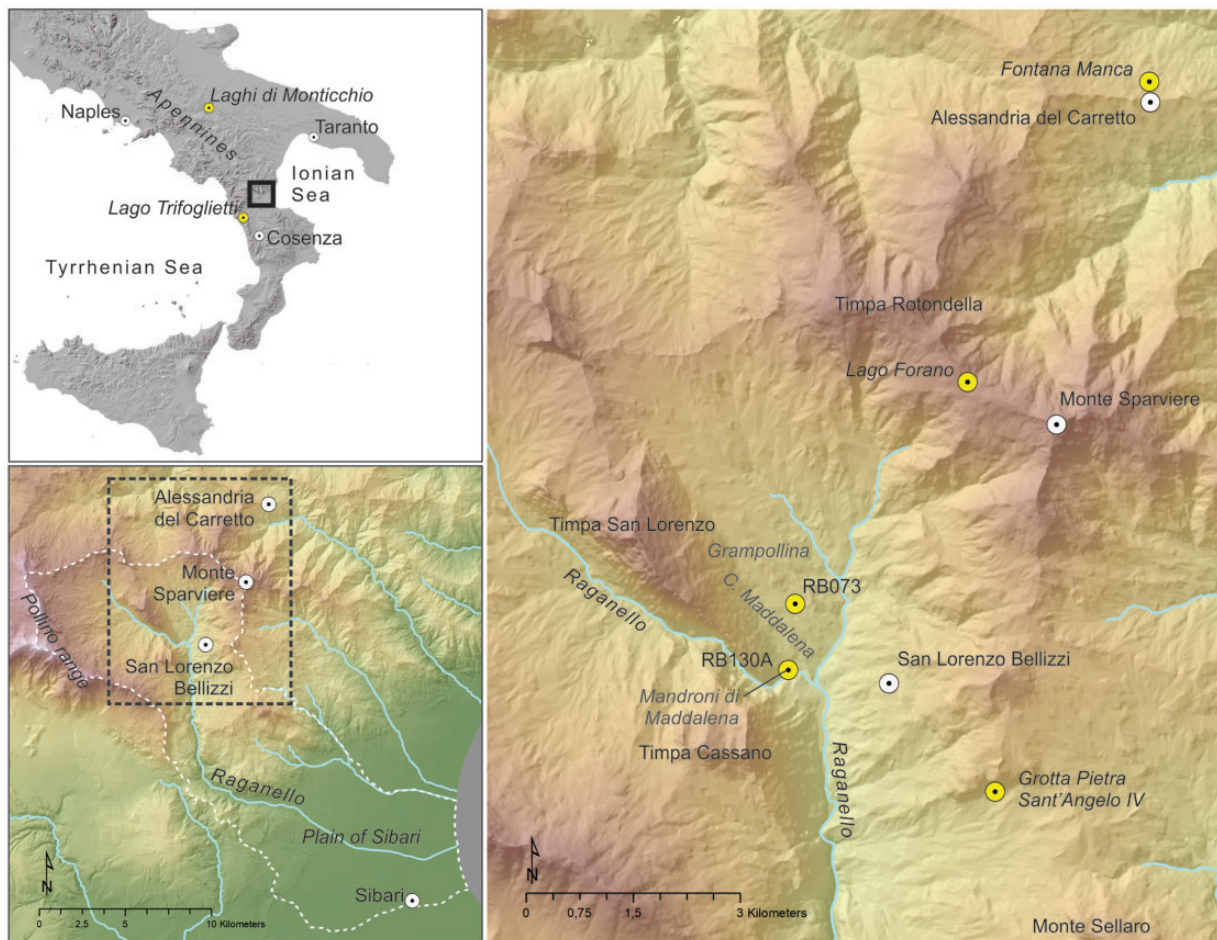 Laghi di Monticchio
Naples
Apennines
Taranto
Ionian
Sea
Lago Trifoglietti
Cosenza
Tyrrhenian Sea
Alessandria
del Carretto
Monte
Sparviere
Pollino range
San Lorenzo
Bellizzi
Raganello
Plain of Sibari
Sibari
N
0 2,5 5 10 Kilometers
Fontana Manca
Alessandria del Carretto
Timpa Rotondella
Lago Forano
Monte Sparviere
Timpa San Lorenzo
Grampollina
Raganello
C. Maddalena
RB073
RB130A
San Lorenzo Bellizzi
Mandroni di
Maddalena
Timpa Cassano
Raganello
Grotta Pietra
Sant'Angelo IV
N
0 0,75 1,5 3 Kilometers
Monte Sellaro